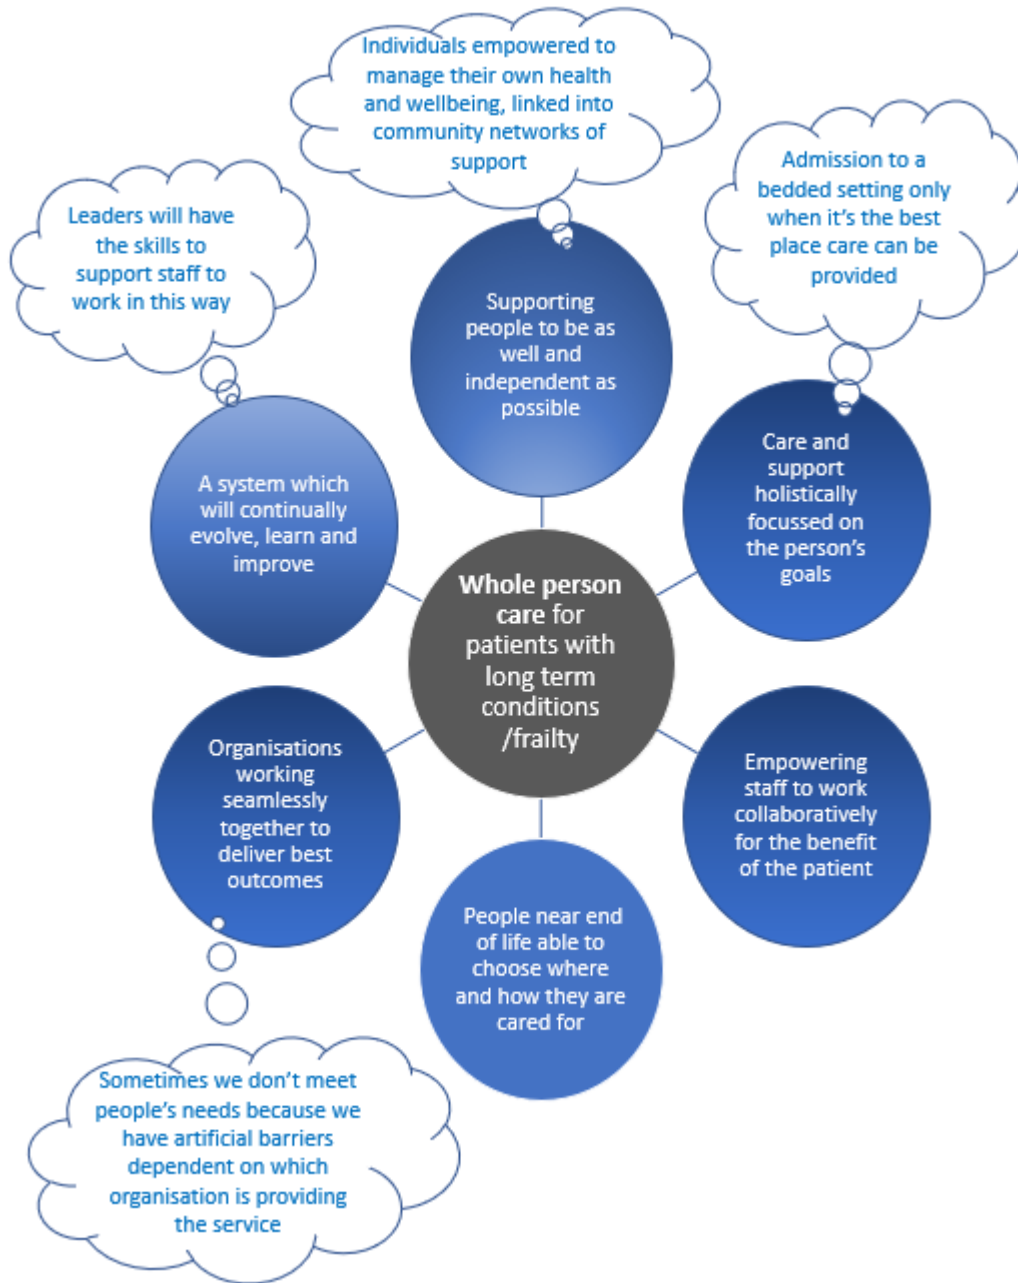 Individuals empowered to
manage their own health
and wellbeing, linked into
community networks of
support
Admission to a
bedded setting only
when it's the best
place care can be
provided
Leaders will have
the skills to
support staff to
work in this way
Supporting
people to be as
well and
independent as
possible
Care and
support
holistically
focussed on
the person's
goals
A system which
will continually
evolve, learn and
improve
Whole person
care for
patients with
long term
conditions
/frailty
Organisations
working
seamlessly
together to
deliver best
outcomes
Empowering
staff to work
collaboratively
for the benefit
of the patient
People near end
of life able to
choose where
and how they are
cared for
Sometimes we don't meet
people's needs because we
have artificial barriers
dependent on which
organisation is providing
the service